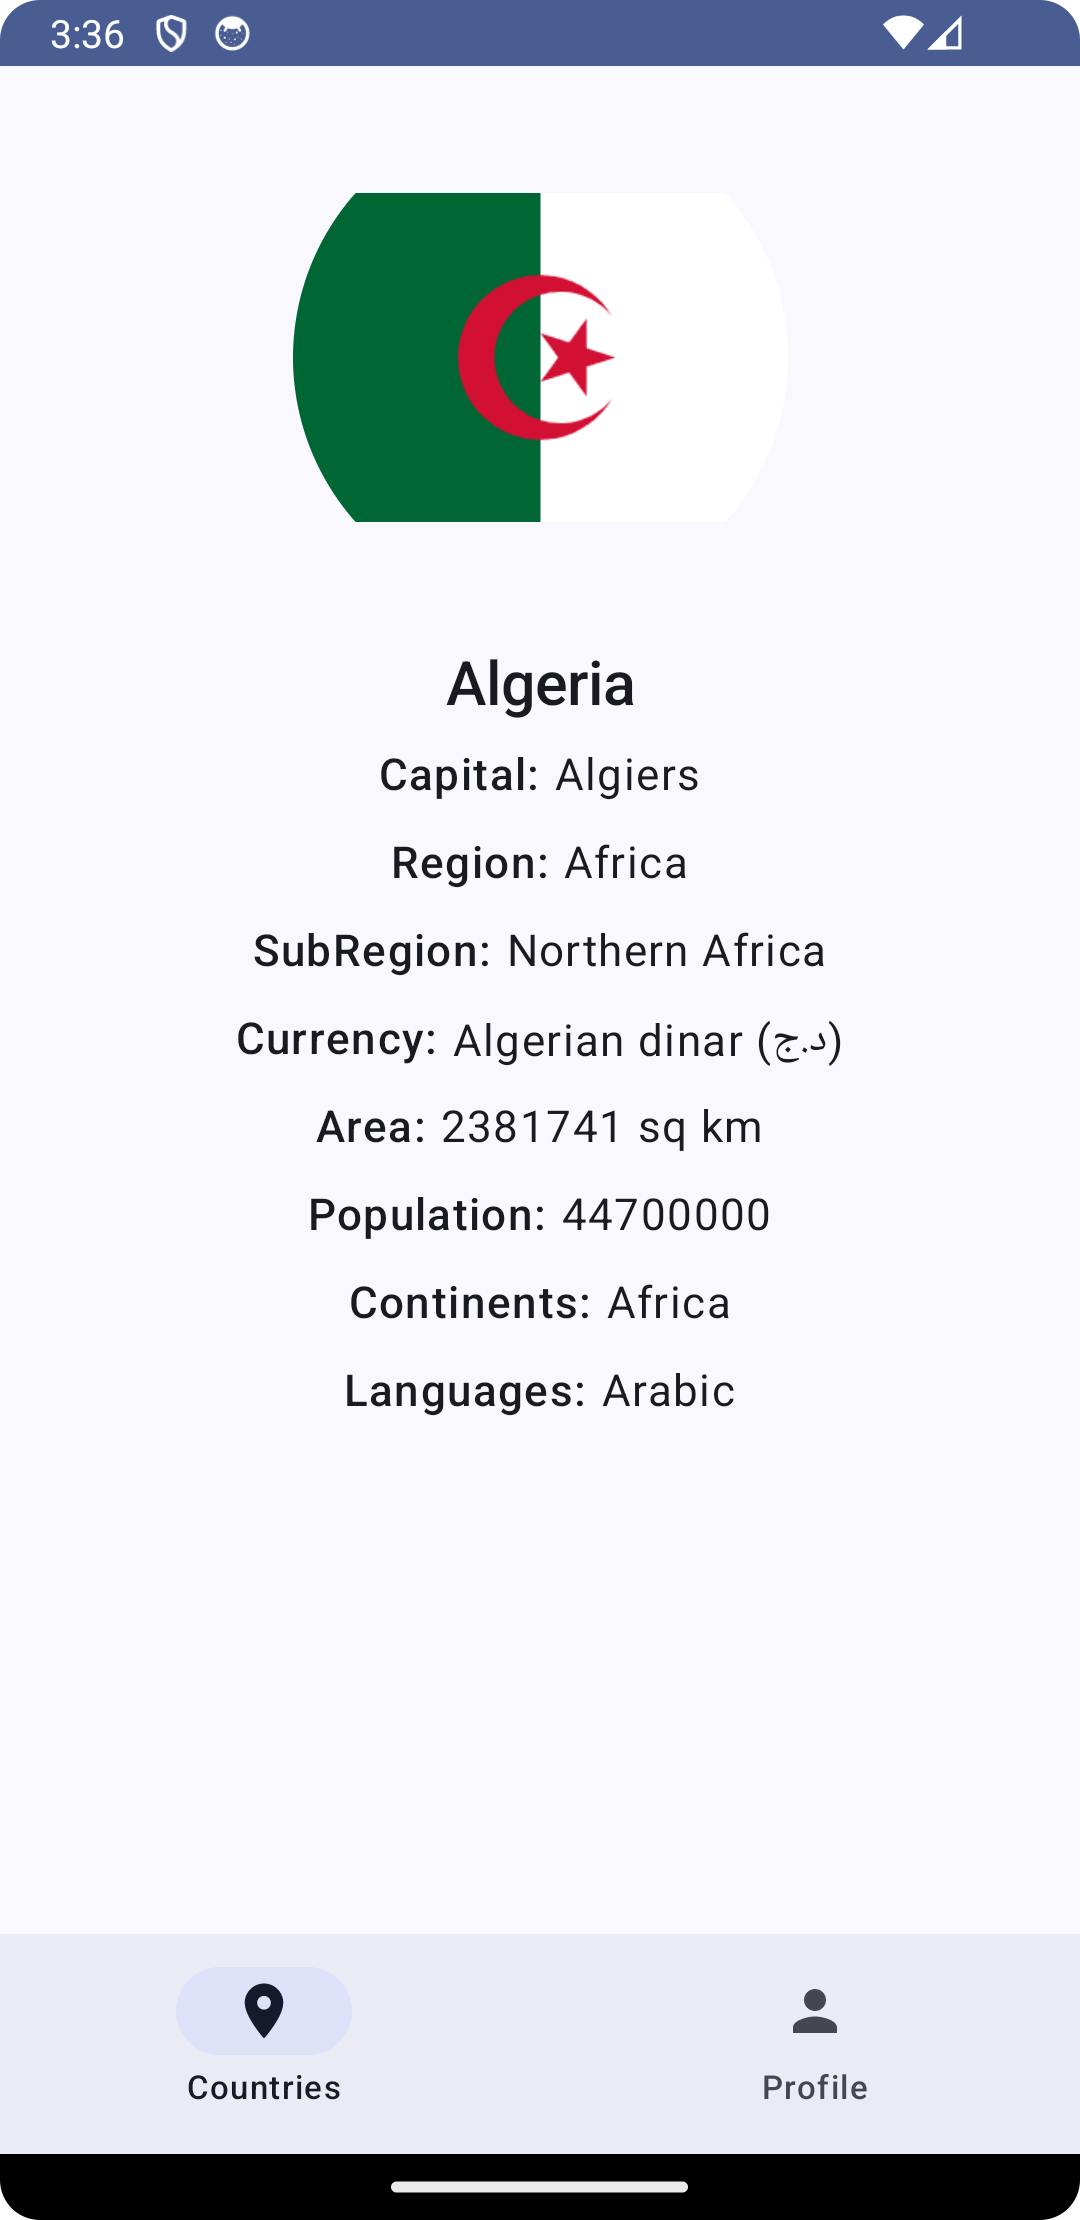 3:36
Algeria
Capital: Algiers
Region: Africa
SubRegion: Northern Africa
Currency: Algerian dinar (د.ج)
Area: 2381741 sq km
Population: 44700000
Continents: Africa
Languages: Arabic
Countries
Profile